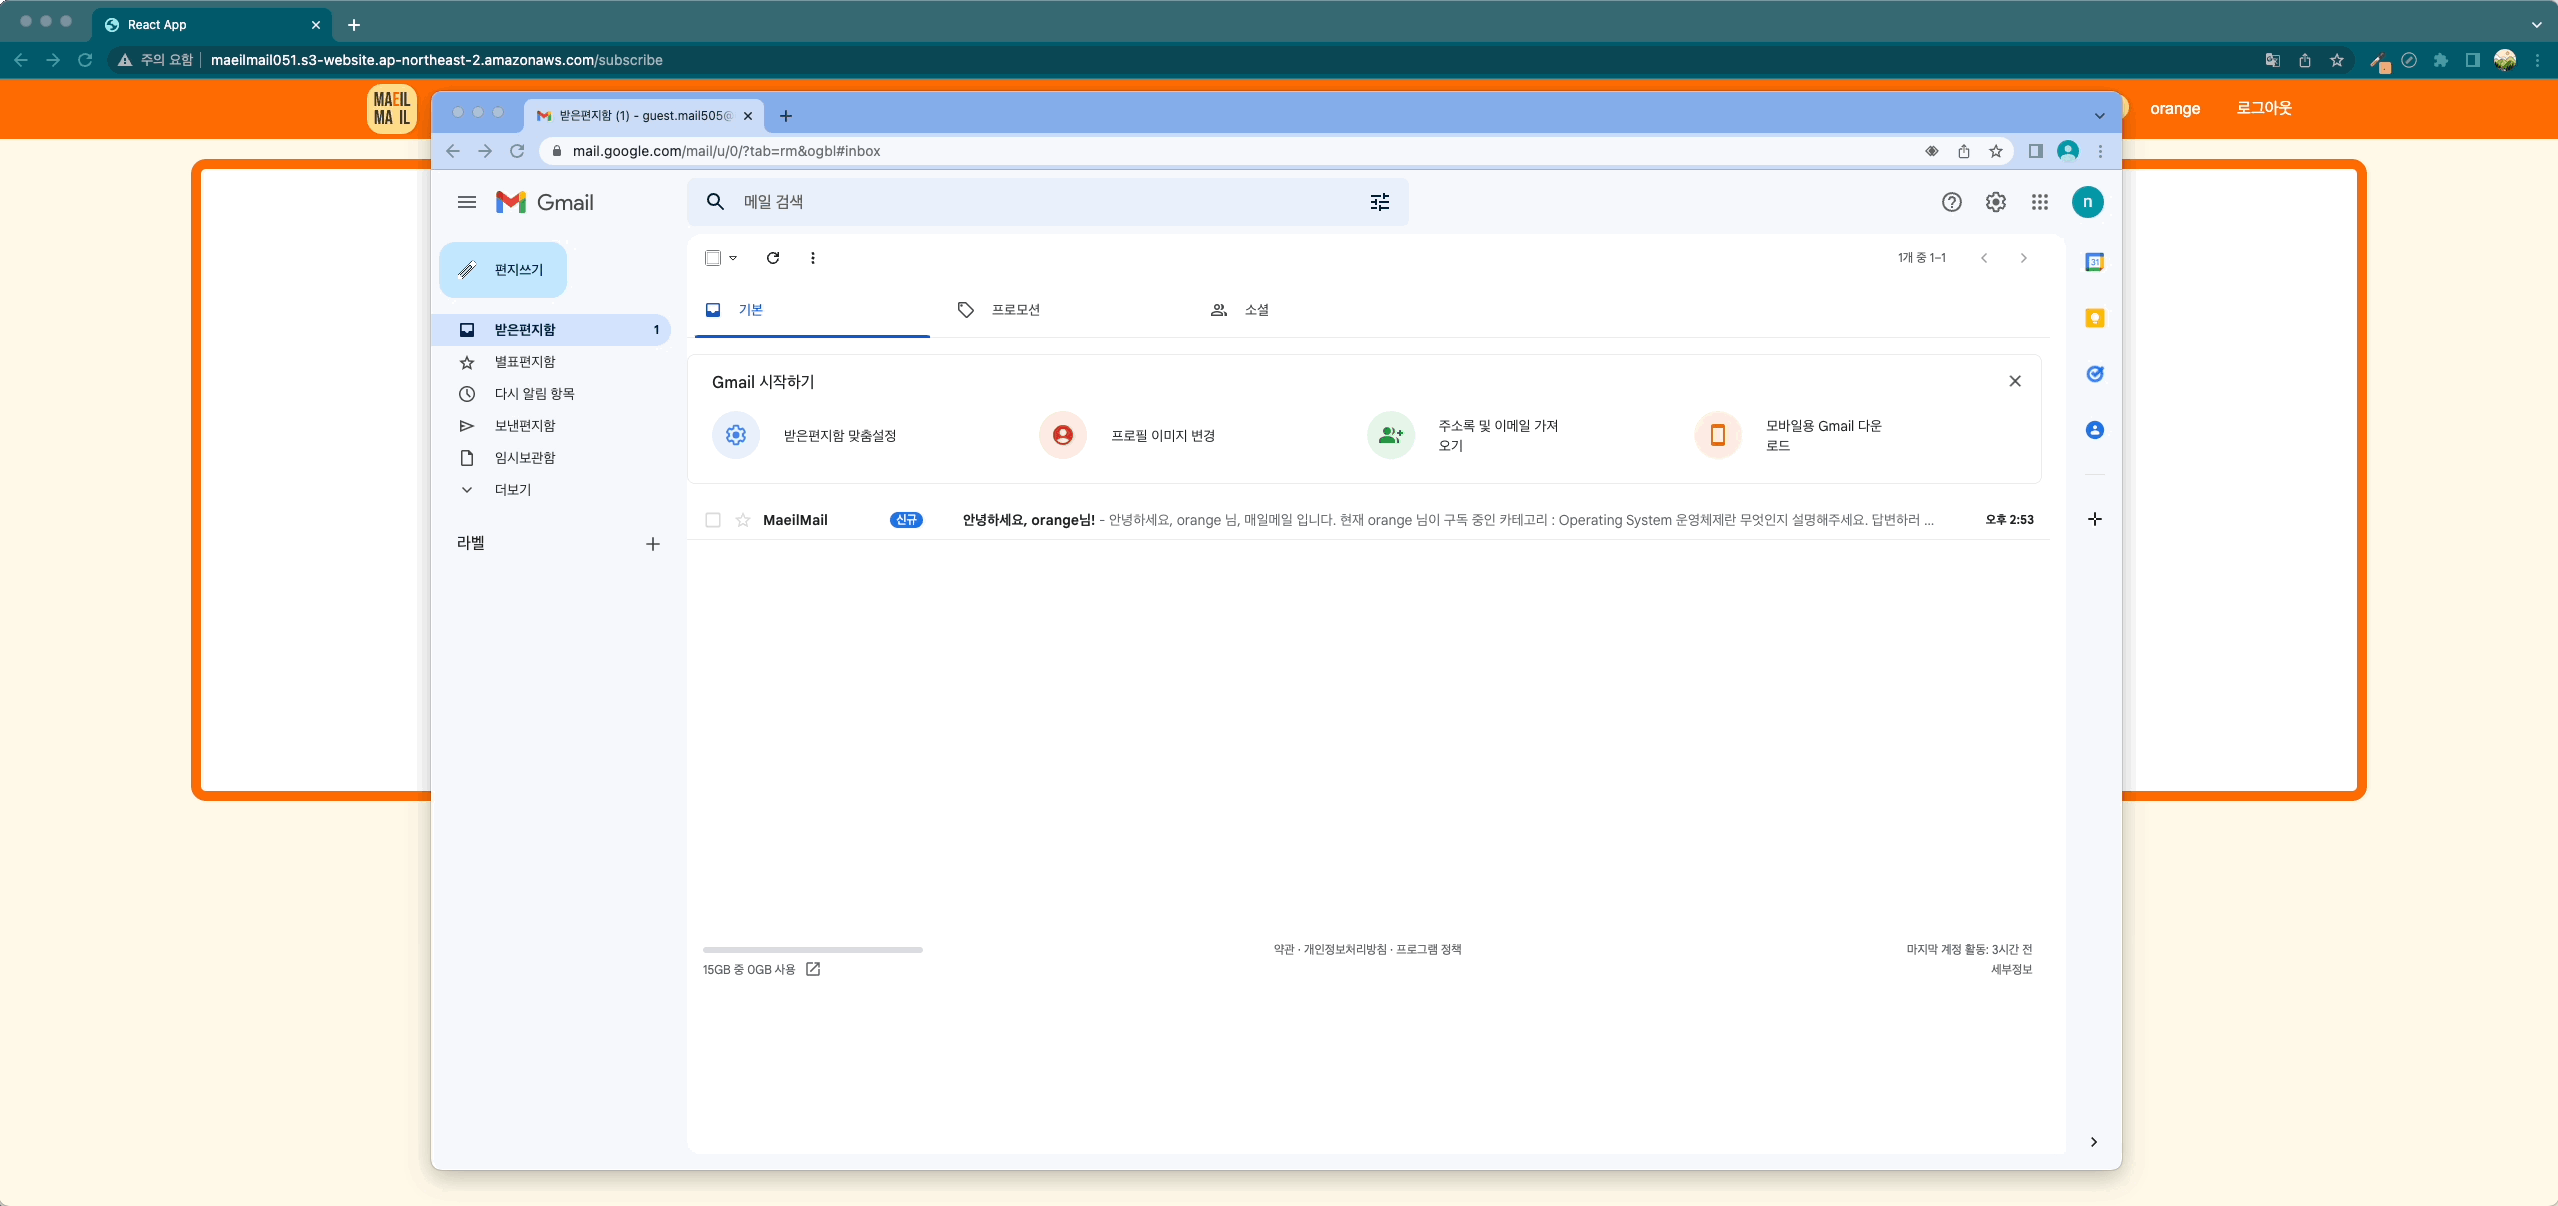 React App
주의 요함
maeilmail051.s3-website.ap-northeast-2.amazonaws.com/subscribe
MAEIL
MA IL
orange
로그아웃
받은편지함 (1) - guest.mail505@
mail.google.com/mail/u/0/?tab=rm&ogbl#inbox
Gmail
메일 검색
n
편지쓰기
1개 중 1–1
31
기본
프로모션
소셜
받은편지함
1
별표편지함
다시 알림 항목
보낸편지함
임시보관함
더보기
라벨
Gmail 시작하기
받은편지함 맞춤설정
프로필 이미지 변경
주소록 및 이메일 가져
오기
모바일용 Gmail 다운
로드
MaeilMail
신규
안녕하세요, orange님! - 안녕하세요, orange 님, 매일메일 입니다. 현재 orange 님이 구독 중인 카테고리 : Operating System 운영체제란 무엇인지 설명해주세요. 답변하러 ...
오후 2:53
약관 · 개인정보처리방침 · 프로그램 정책
마지막 계정 활동: 3시간 전
15GB 중 0GB 사용
세부정보